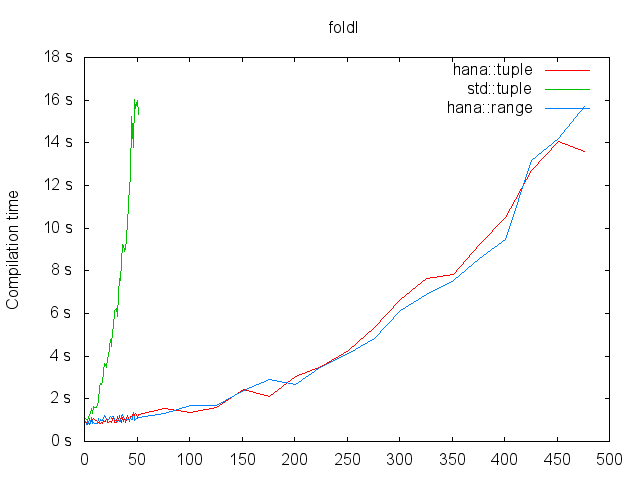 foldl
18 s
16 s
14 s
12 s
10 s
8 s
6 s
4 s
2 s
0 s
Compilation time
hana::tuple
std::tuple
hana::range
0 50 100 150 200 250 300 350 400 450 500